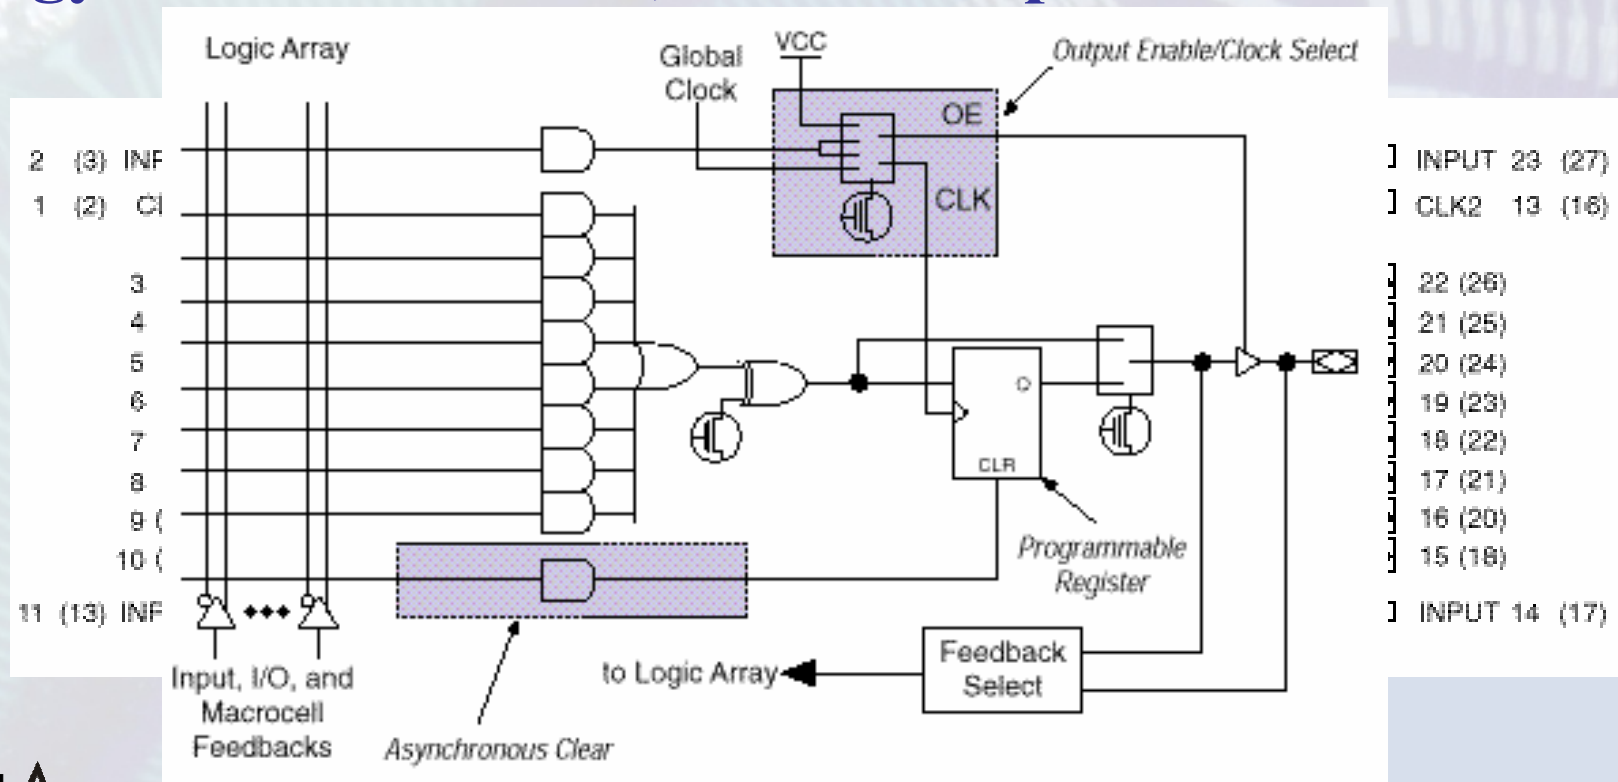 Logic Array
Global
Clock
VCC
Output Enable/Clock Select
OE
CLK
2 (3)
1 (2)
3
4
5
6
7
8
9 (
10 (
11 (13)
Q
CLR
Programmable
Register
Feedback
Select
to Logic Array
Input, I/O, and
Macrocell
Feedbacks
Asynchronous Clear
INPUT 23 (27)
CLK2 13 (16)
22 (26)
21 (25)
20 (24)
19 (23)
18 (22)
17 (21)
16 (20)
15 (18)
INPUT 14 (17)